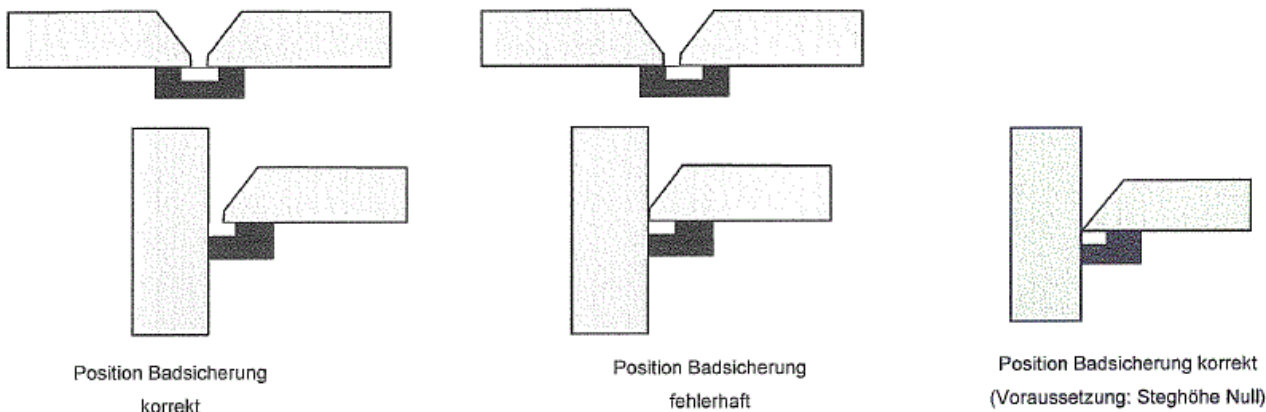 Position Badsicherung
korrekt
Position Badsicherung
fehlerhaft
Position Badsicherung korrekt
(Voraussetzung: Steghöhe Null)